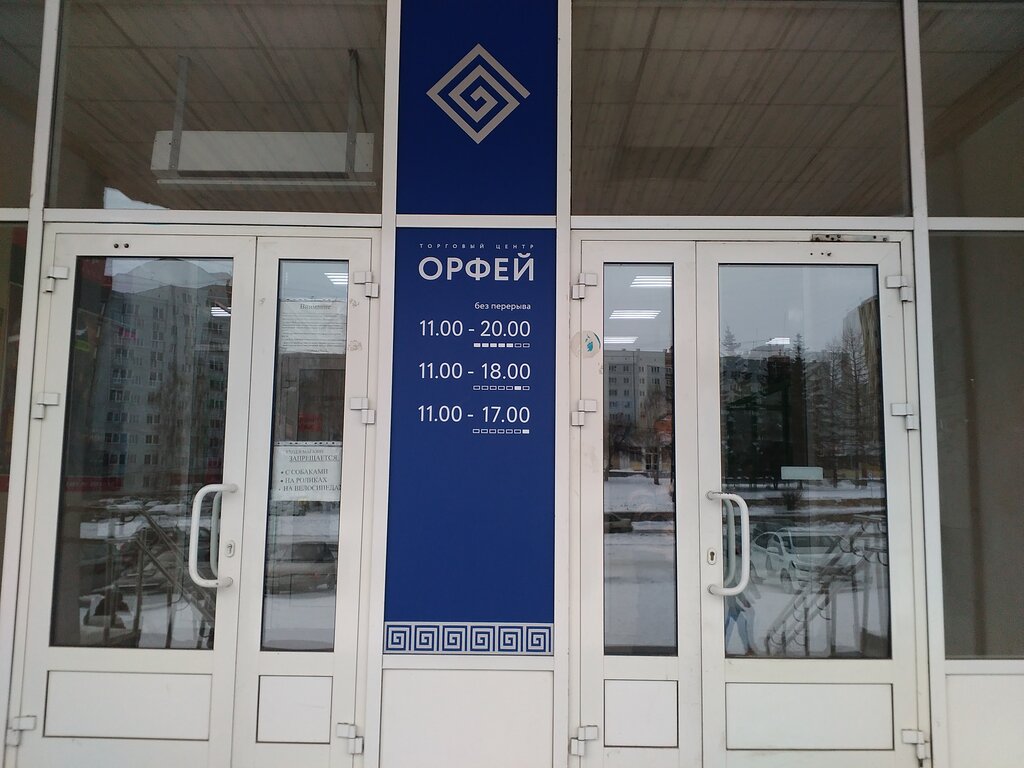 ТОРГОВЫЙ ЦЕНТР
ОРФЕЙ
без перерыва
11.00 - 20.00
11.00 - 18.00
11.00 - 17.00
Внимание
ЗАПРЕЩАЕТСЯ
• С СОБАКАМИ
• НА РОЛИКАХ
- НА ВЕЛОСИПЕДАХ